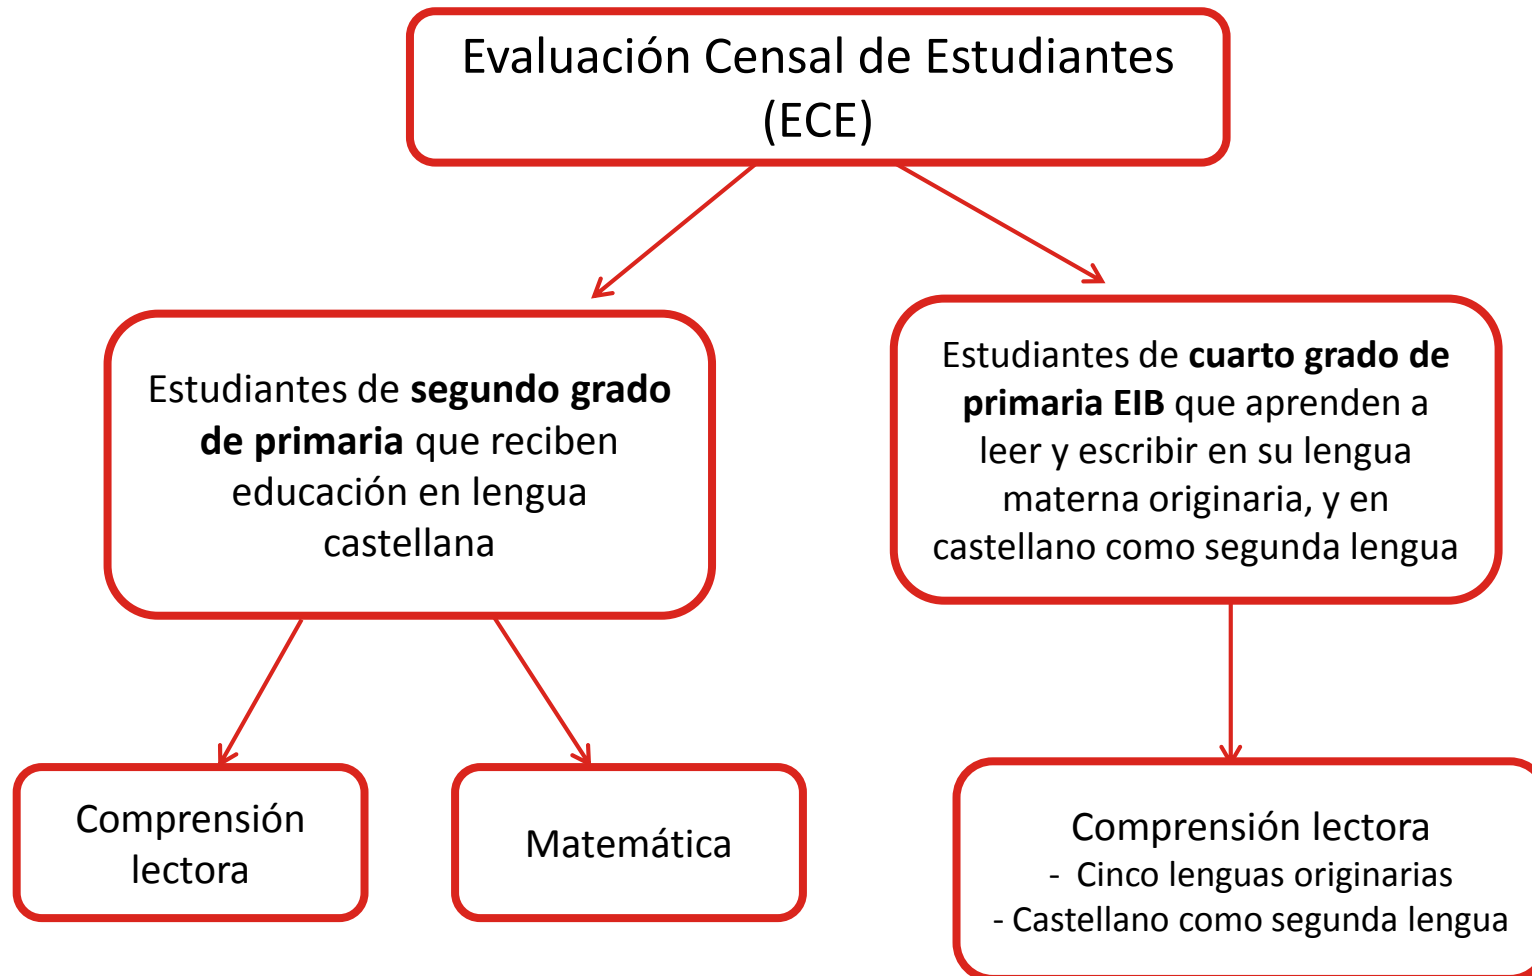 Evaluación Censal de Estudiantes
(ECE)
Estudiantes de segundo grado
de primaria que reciben
educación en lengua
castellana
Estudiantes de cuarto grado de
primaria EIB que aprenden a
leer y escribir en su lengua
materna originaria, y en
castellano como segunda lengua
Comprensión
lectora
Matemática
Comprensión lectora
- Cinco lenguas originarias
- Castellano como segunda lengua